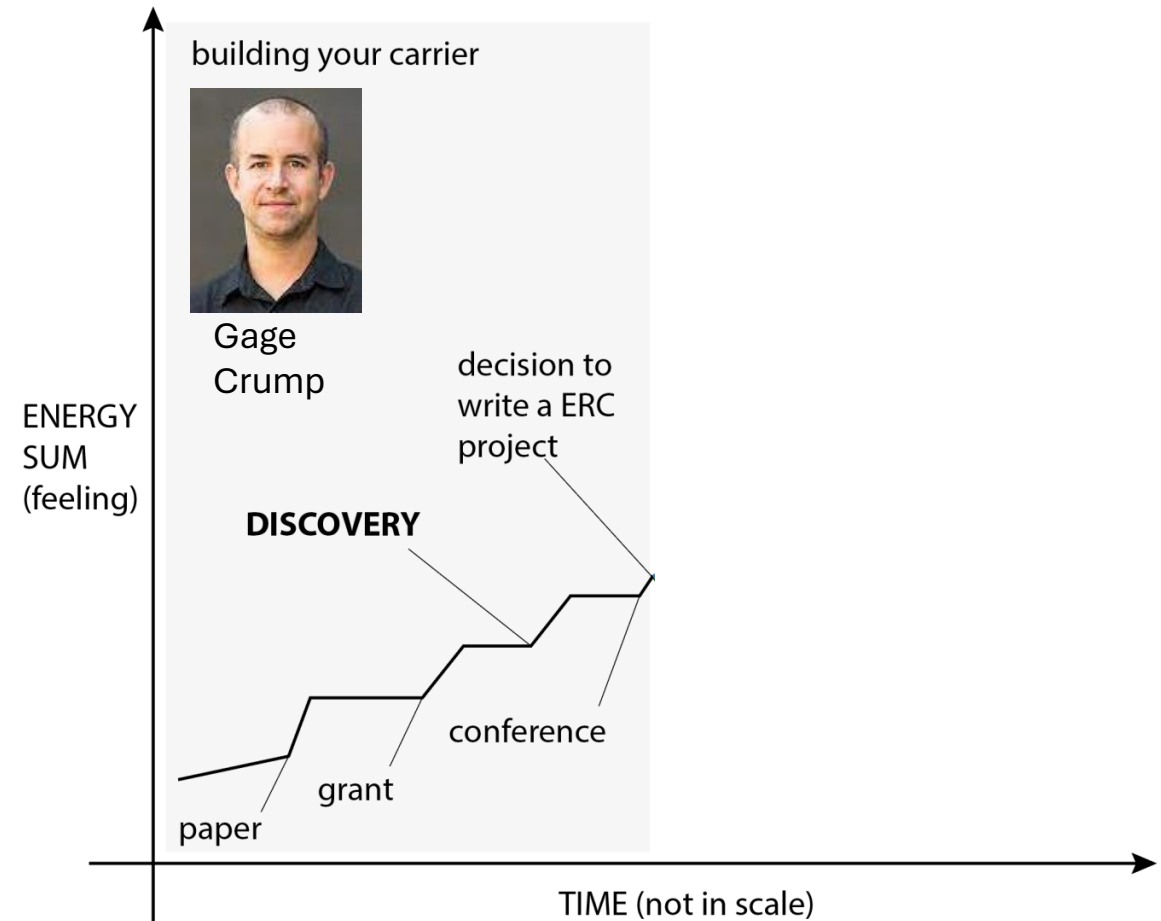 building your carrier
Gage
Crump
decision to
write a ERC
project
ENERGY
SUM
(feeling)
DISCOVERY
conference
grant
paper
TIME (not in scale)